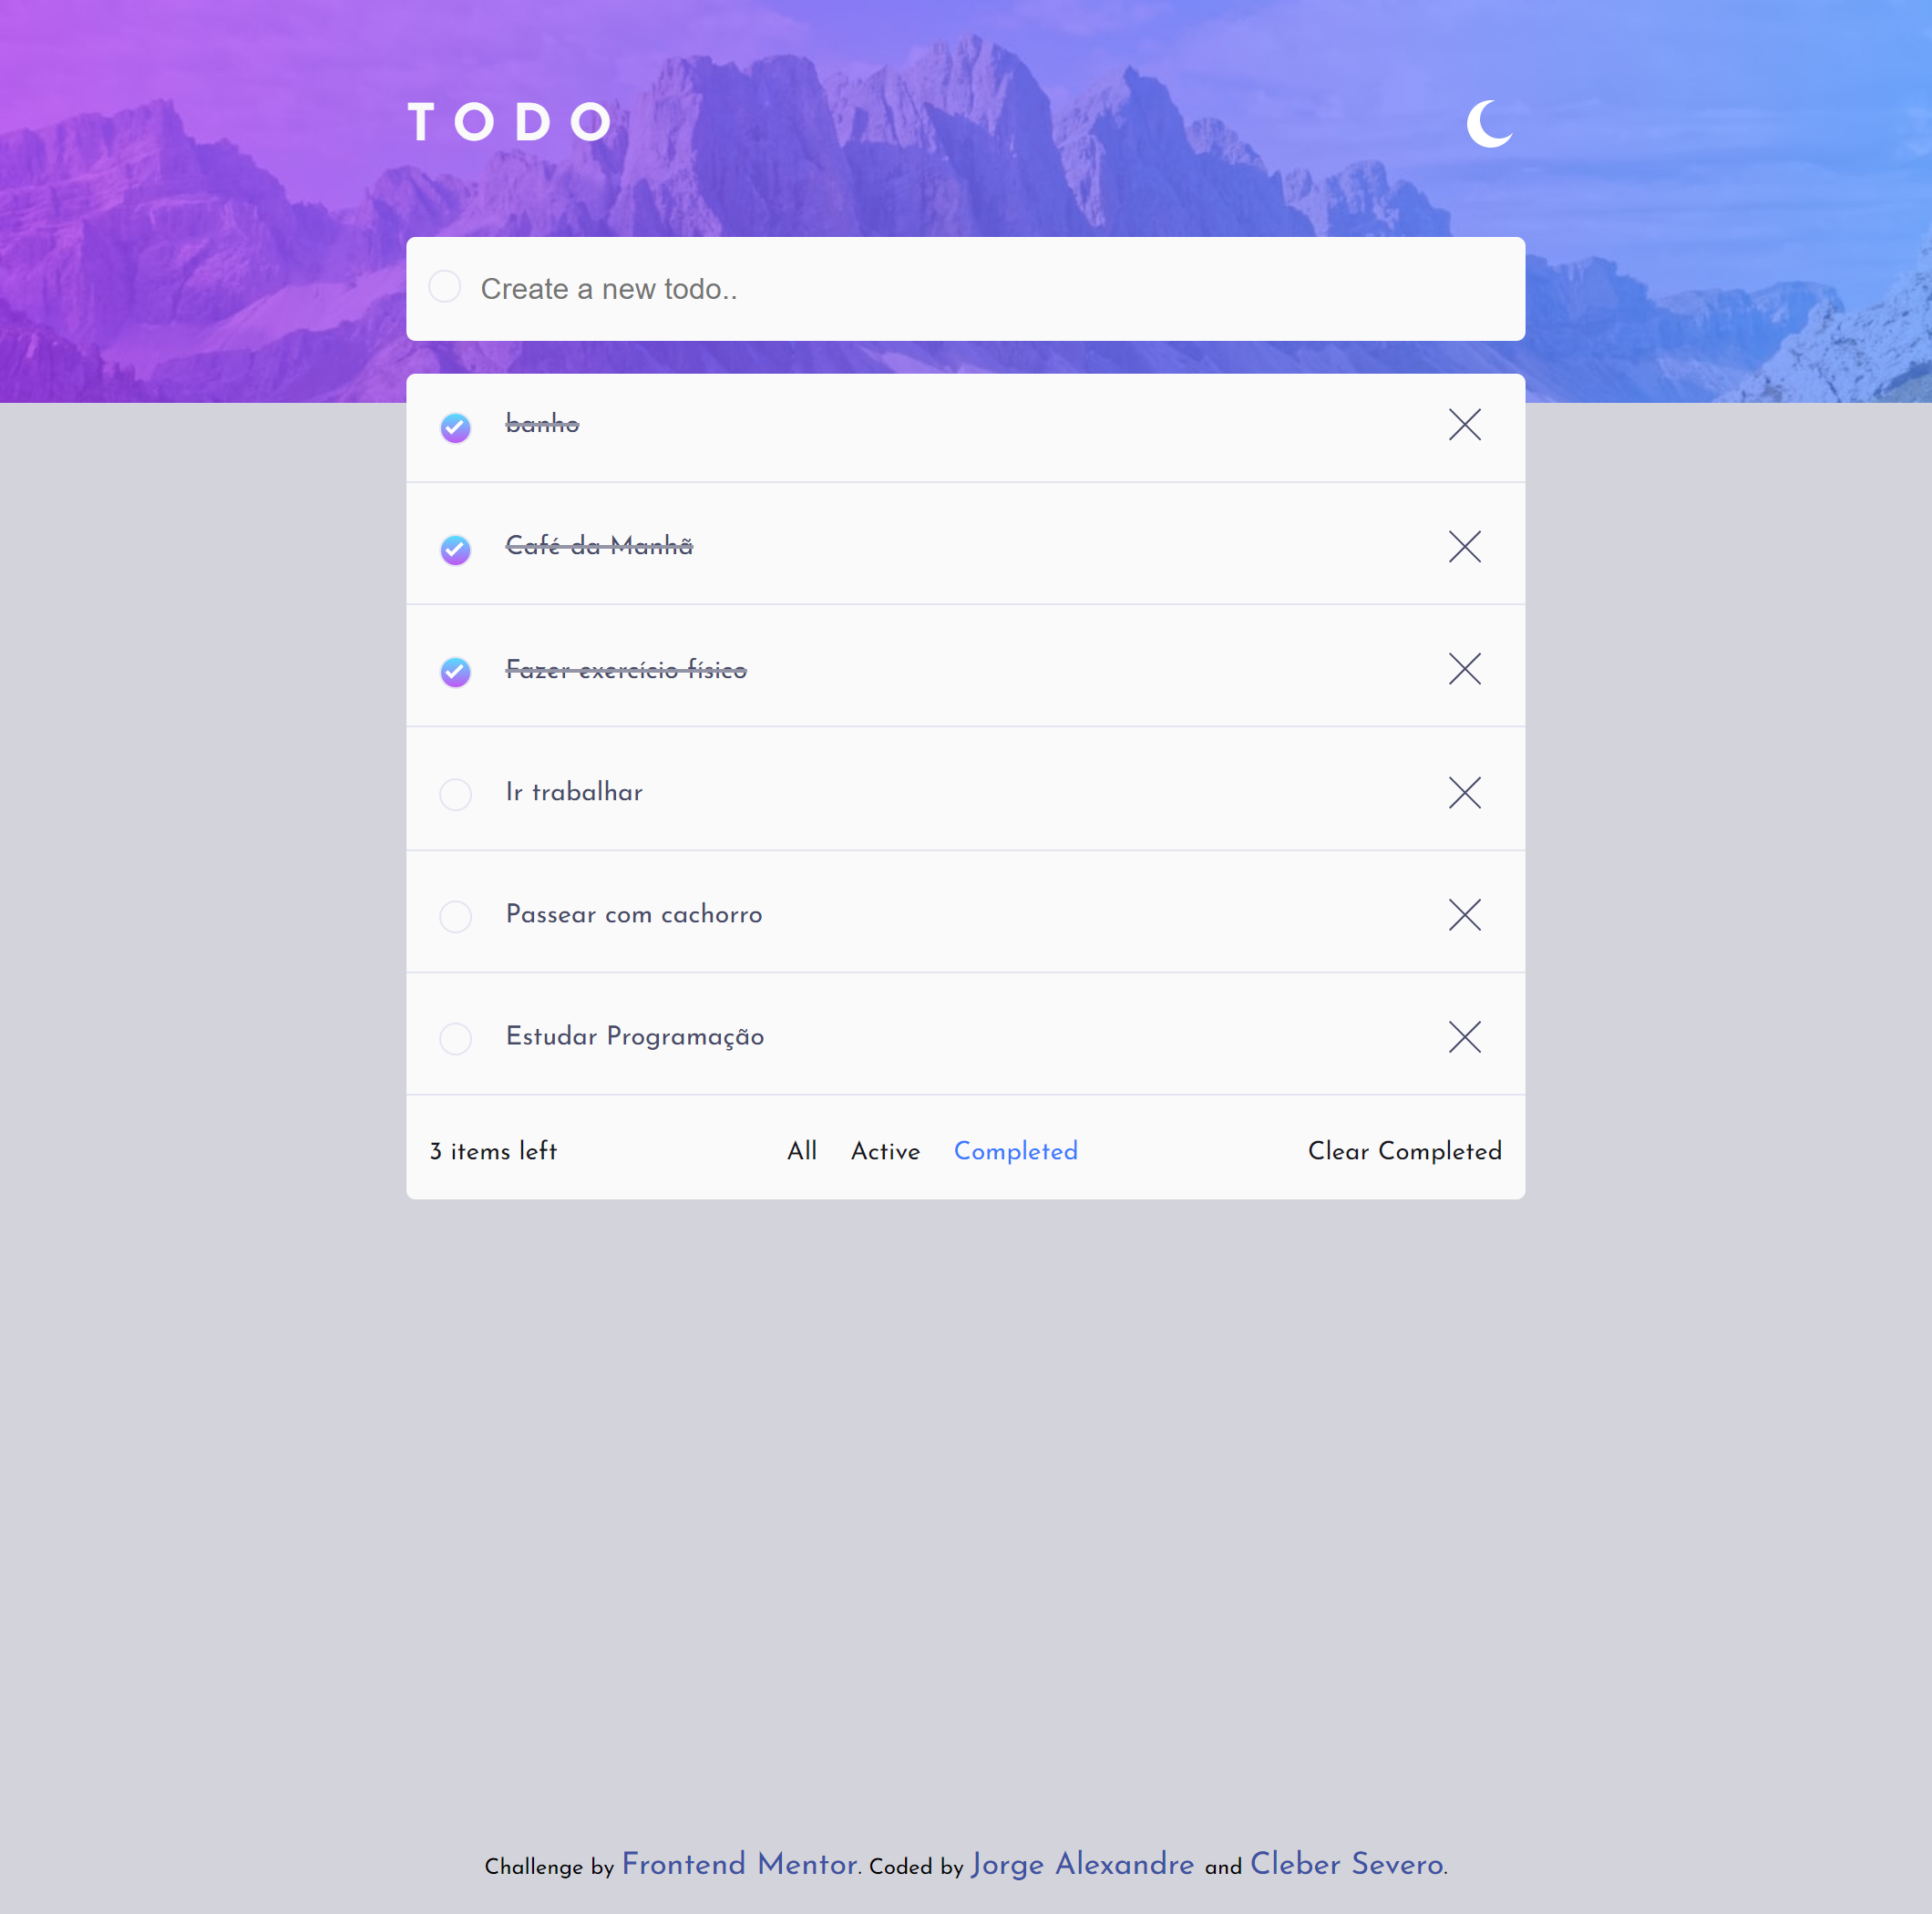 TODO
Create a new todo..
banho
Café da Manhã
Fazer exercício físico
Ir trabalhar
Passear com cachorro
Estudar Programação
3 items left All Active Completed Clear Completed
Challenge by Frontend Mentor. Coded by Jorge Alexandre and Cleber Severo.